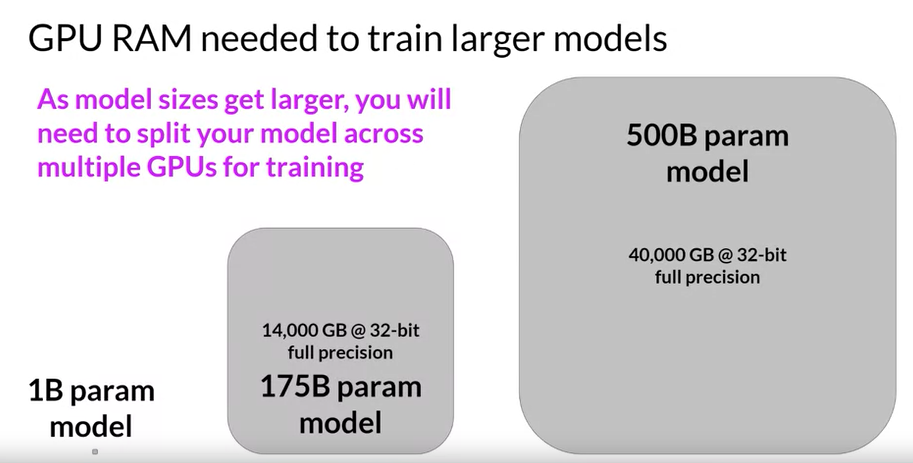 GPU RAM needed to train larger models
As model sizes get larger, you will
need to split your model across
multiple GPUs for training
1B param
model
14,000 GB @ 32-bit
full precision
175B param
model
500B param
model
40,000 GB @ 32-bit
full precision